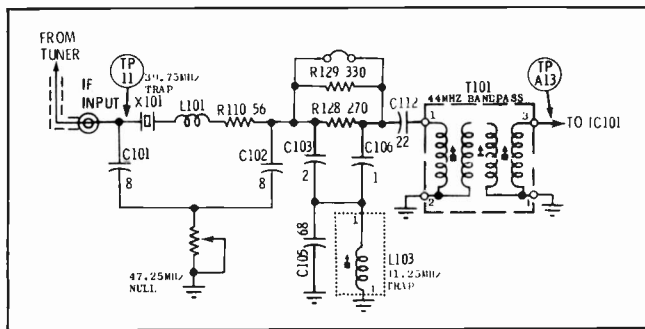 FROM
TUNER
TP
11
39.75MHz
TRAP
IF
INPUT
X101
L101
R110 56
R129 330
R128 270
C112
22
T101
44MHZ BANDPASS
1
3
2
TP
A13
TO IC101
C101
8
C102
8
C103
2
C106
1
C105
68
1
L103
41.25MHz
TRAP
1
47.25MHz
NULL